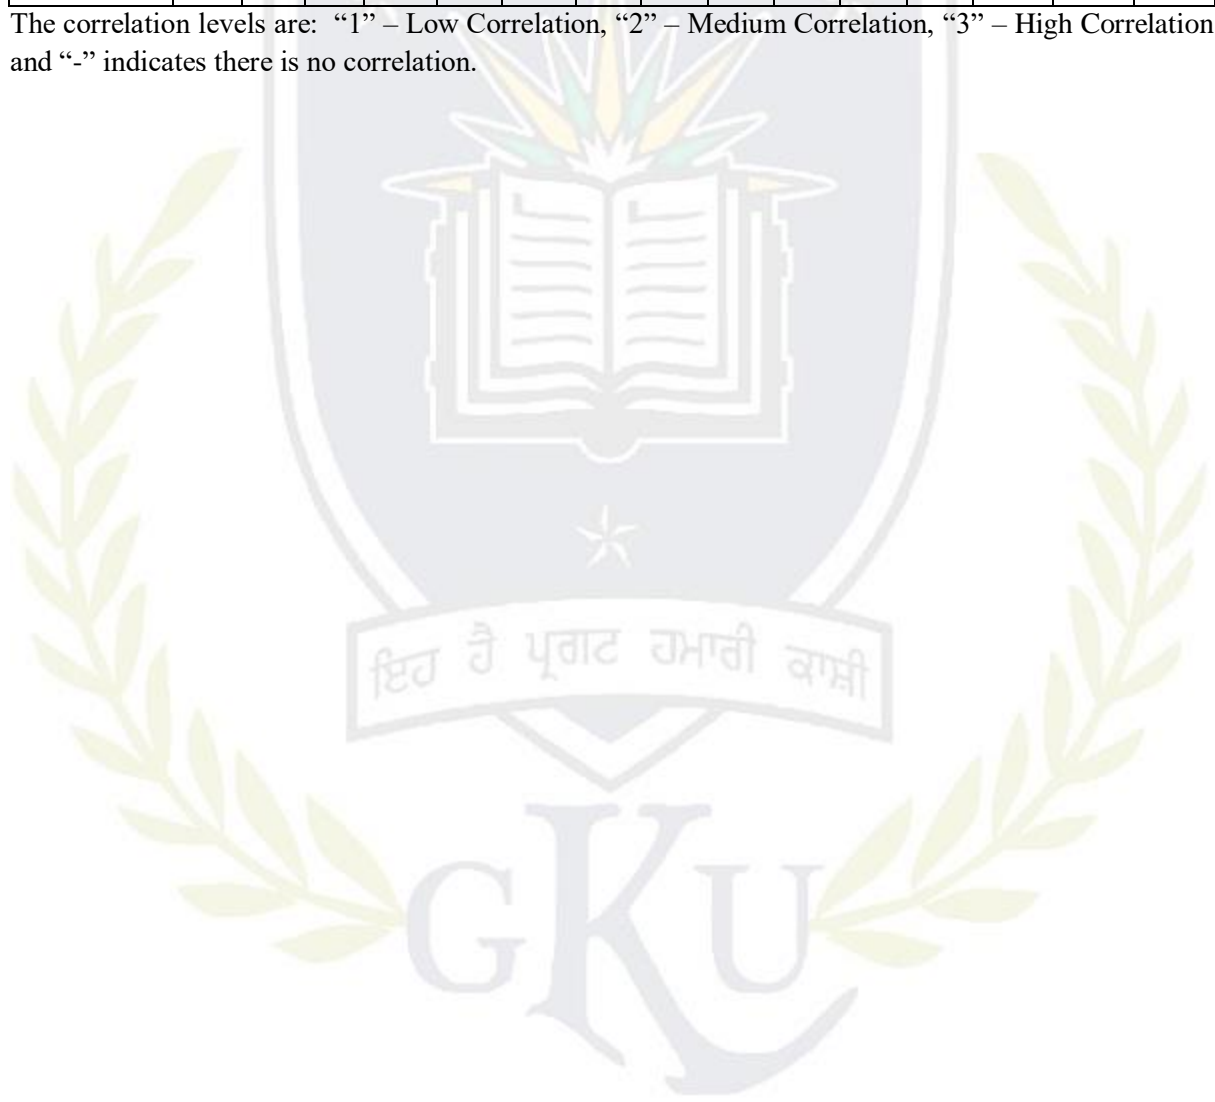 The correlation levels are: “1” – Low Correlation, “2” – Medium Correlation, “3” – High Correlation
and “-” indicates there is no correlation.
ਇਹ ਹੈ ਪ੍ਰਗਟ ਹਮਾਰੀ ਕਾਸ਼ੀ
GKU